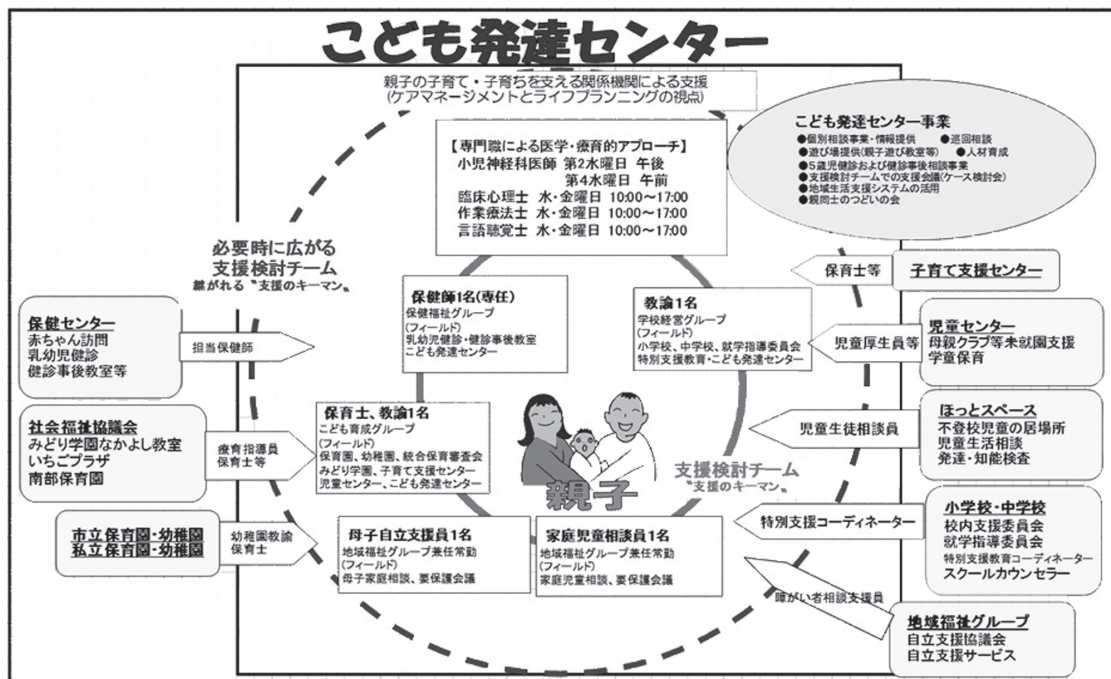 こども発達センター
親子の子育て・子育ちを支える関係機関による支援
(ケアマネージメントとライフプランニングの視点)
【専門職による医学・療育的アプローチ】
小児神経科医師 第2水曜日 午後
第4水曜日 午前
臨床心理士 水・金曜日 10:00～17:00
作業療法士 水・金曜日 10:00～17:00
言語聴覚士 水・金曜日 10:00～17:00
こども発達センター事業
●個別相談事業・情報提供 ●巡回相談
●遊び場提供(親子遊び教室等) ●人材育成
●5歳児健診および健診事後相談事業
●支援検討チームでの支援会議(ケース検討会)
●地域生活支援システムの活用
●親同士のつどいの会
必要時に広がる
支援検討チーム
繋がれる〝支援のキーマン〟
保健センター
赤ちゃん訪問
乳幼児健診
健診事後教室等
担当保健師
社会福祉協議会
みどり学園なかよし教室
いちごプラザ
南部保育園
療育指導員
保育士等
市立保育園・幼稚園
私立保育園・幼稚園
幼稚園教諭
保育士
保健師1名(専任)
保健福祉グループ
(フィールド)
乳幼児健診・健診事後教室
こども発達センター
教諭1名
学校経営グループ
(フィールド)
小学校、中学校、就学指導委員会
特別支援教育・こども発達センター
保育士、教諭1名
こども育成グループ
(フィールド)
保育園、幼稚園、統合保育審査会
みどり学園、子育て支援センター
児童センター、こども発達センター
親子
支援検討チーム
〝支援のキーマン〟
母子自立支援員1名
地域福祉グループ兼任常勤
(フィールド)
母子家庭相談、要保護会議
家庭児童相談員1名
地域福祉グループ兼任常勤
(フィールド)
家庭児童相談、要保護会議
保育士等
子育て支援センター
児童厚生員等
児童センター
母親クラブ等未就園支援
学童保育
児童生徒相談員
ほっとスペース
不登校児童の居場所
児童生活相談
発達・知能検査
特別支援コーディネーター
小学校・中学校
校内支援委員会
就学指導委員会
特別支援教育コーディネーター
スクールカウンセラー
障がい者相談支援員
地域福祉グループ
自立支援協議会
自立支援サービス